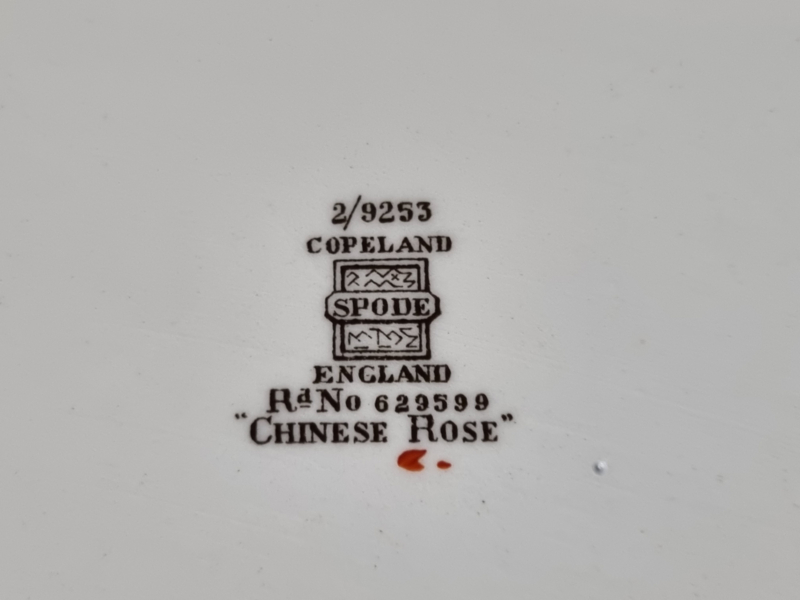 2/9253
COPELAND
SPODE
ENGLAND
Rd No 629599
"CHINESE ROSE"